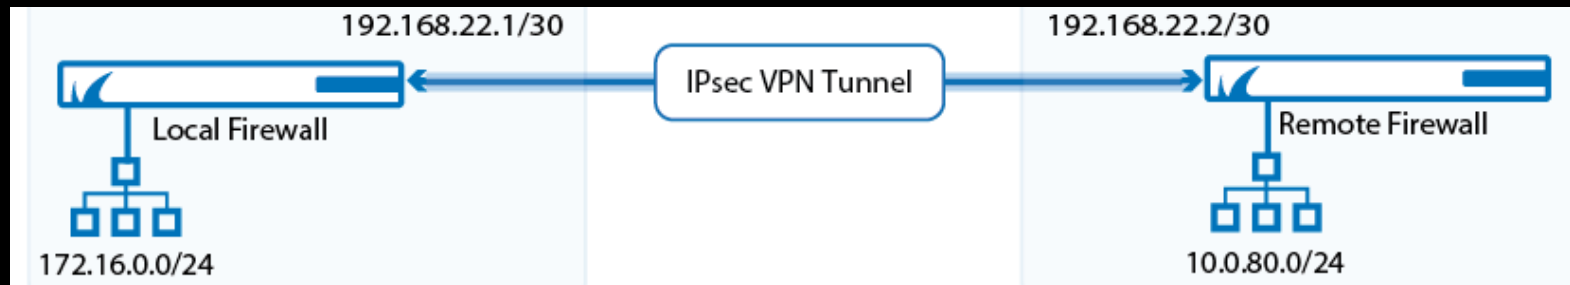 192.168.22.1/30
192.168.22.2/30
IPsec VPN Tunnel
Local Firewall
Remote Firewall
172.16.0.0/24
10.0.80.0/24